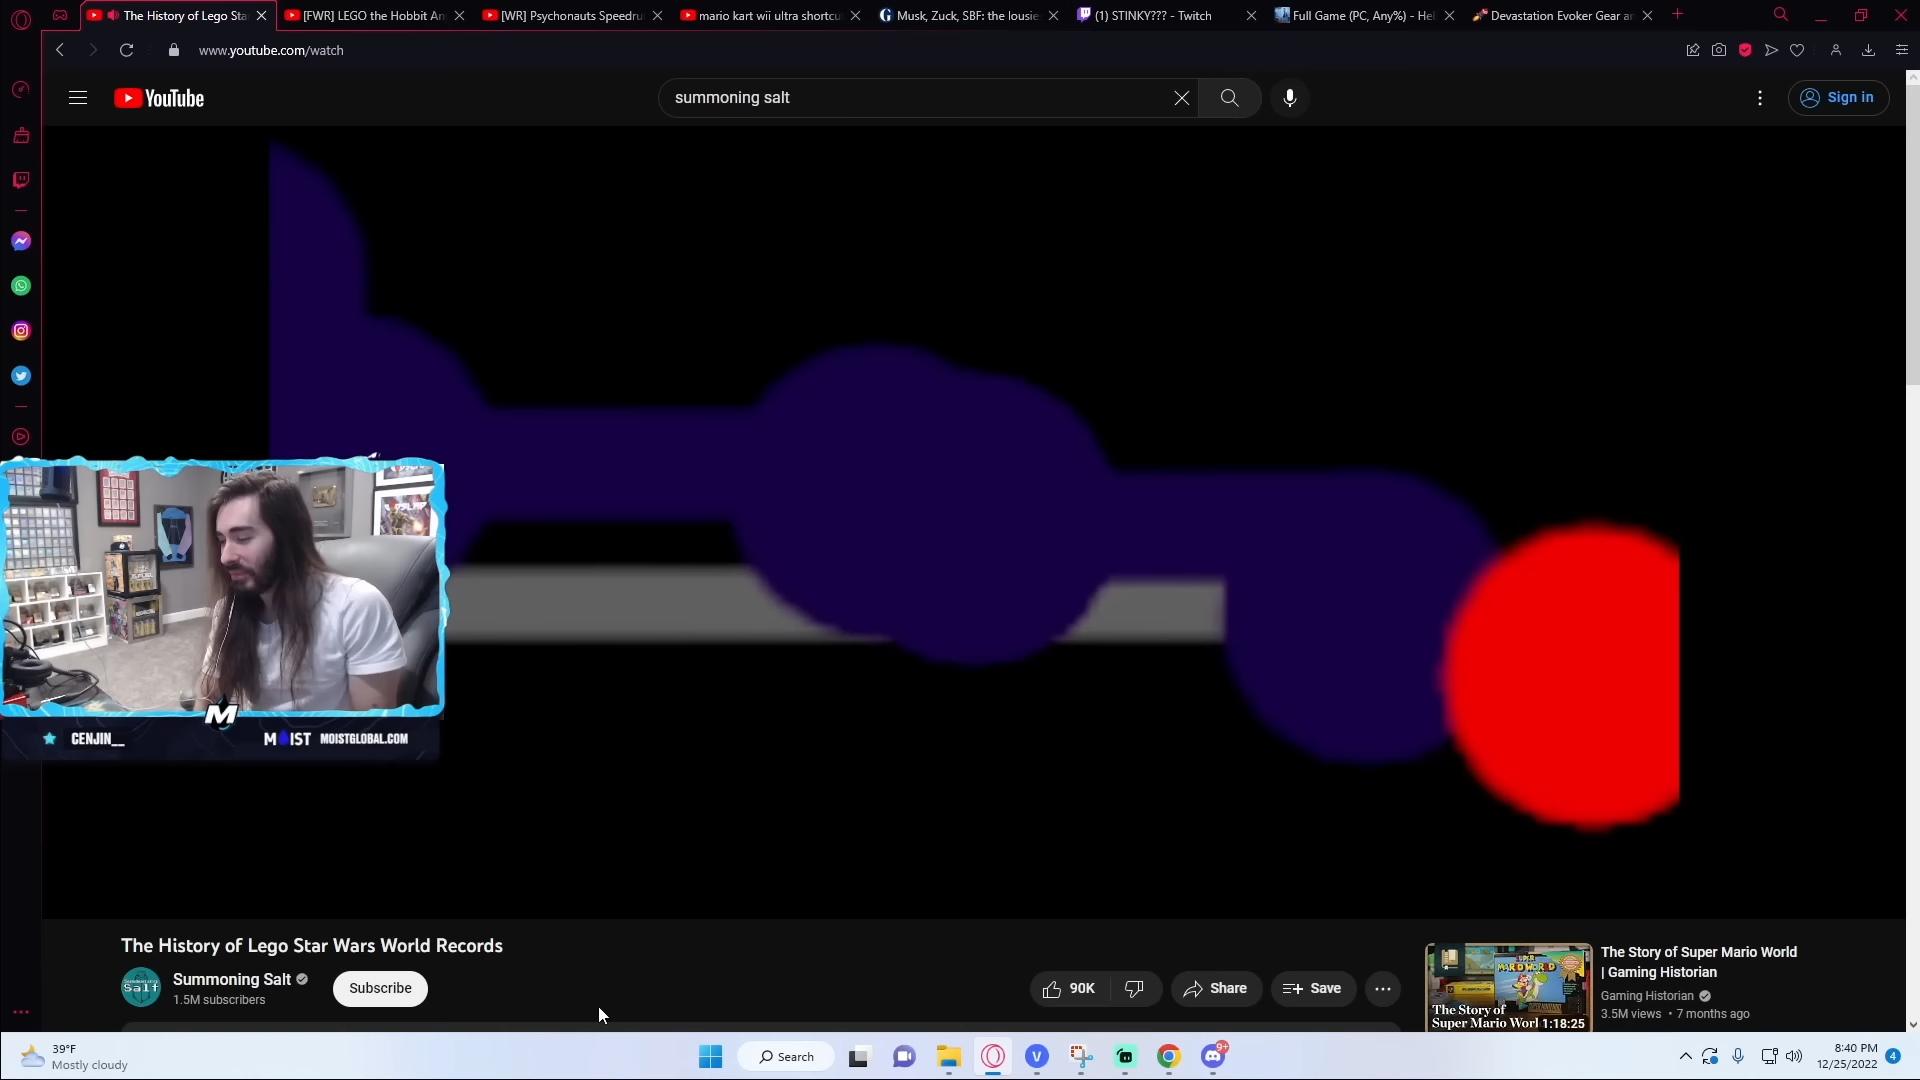 The History of Lego Sta
[FWR] LEGO the Hobbit An
[WR] Psychonauts Speedru
mario kart wii ultra shortcu
Musk, Zuck, SBF: the lousie
(1) STINKY??? - Twitch
Full Game (PC, Any%) - Hel
Devastation Evoker Gear an
www.youtube.com/watch
YouTube
summoning salt
Sign in
M
CENJIN__
MOIST
MOISTGLOBAL.COM
The History of Lego Star Wars World Records
Summoning Salt
1.5M subscribers
Subscribe
90K
Share
Save
The Story of Super Mario World
| Gaming Historian
Gaming Historian
3.5M views • 7 months ago
The Story of
Super Mario Worl
1:18:25
39°F
Mostly cloudy
Search
9+
8:40 PM
12/25/2022
4